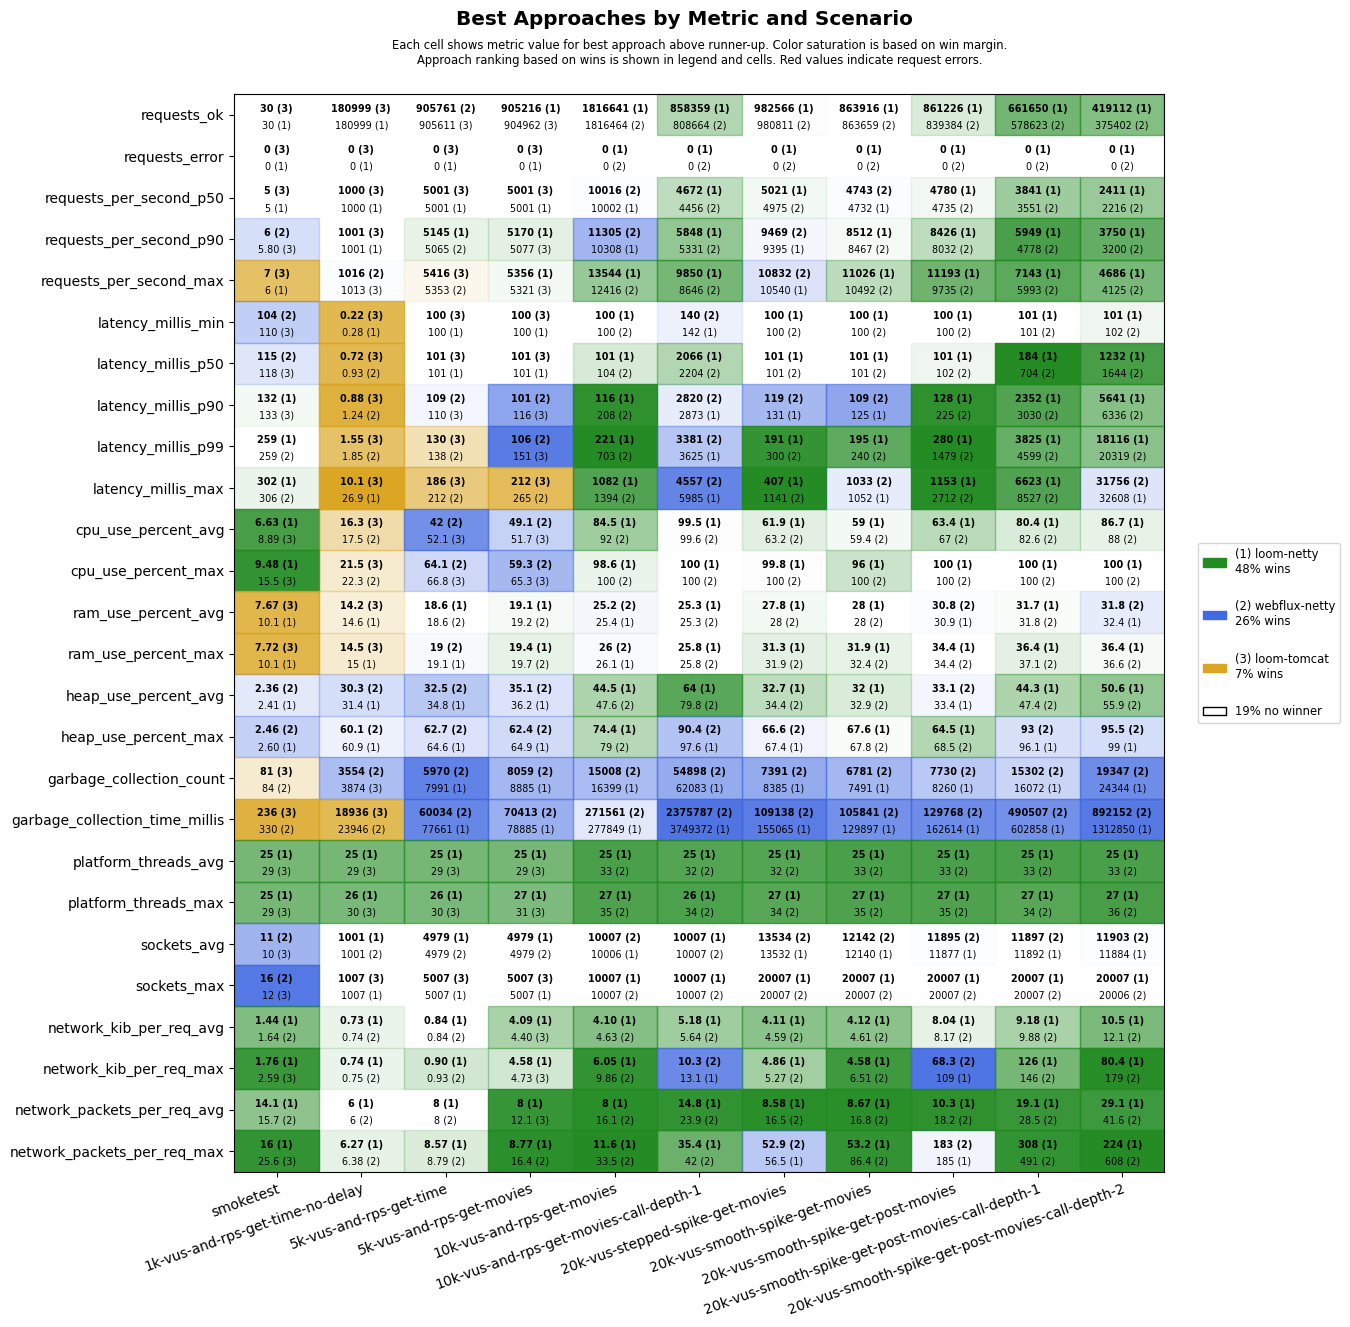 Best Approaches by Metric and Scenario
Each cell shows metric value for best approach above runner-up. Color saturation is based on win margin.
Approach ranking based on wins is shown in legend and cells. Red values indicate request errors.
requests_ok
30 (3) 180999 (3) 905761 (2) 905216 (1) 1816641 (1) 858359 (1) 982566 (1) 863916 (1) 861226 (1) 661650 (1) 419112 (1)
30 (1) 180999 (1) 905611 (3) 904962 (3) 1816464 (2) 808664 (2) 980811 (2) 863659 (2) 839384 (2) 578623 (2) 375402 (2)
requests_error
0 (3) 0 (3) 0 (3) 0 (3) 0 (1) 0 (1) 0 (1) 0 (1) 0 (1) 0 (1) 0 (1)
0 (1) 0 (1) 0 (1) 0 (1) 0 (2) 0 (2) 0 (2) 0 (2) 0 (2) 0 (2) 0 (2)
requests_per_second_p50
5 (3) 1000 (3) 5001 (3) 5001 (3) 10016 (2) 4672 (1) 5021 (1) 4743 (2) 4780 (1) 3841 (1) 2411 (1)
5 (1) 1000 (1) 5001 (1) 5001 (1) 10002 (1) 4456 (2) 4975 (2) 4732 (1) 4735 (2) 3551 (2) 2216 (2)
requests_per_second_p90
6 (2) 1001 (3) 5145 (1) 5170 (1) 11305 (2) 5848 (1) 9469 (2) 8512 (1) 8426 (1) 5949 (1) 3750 (1)
5.80 (3) 1001 (1) 5065 (2) 5077 (3) 10308 (1) 5331 (2) 9395 (1) 8467 (2) 8032 (2) 4778 (2) 3200 (2)
requests_per_second_max
7 (3) 1016 (2) 5416 (3) 5356 (1) 13544 (1) 9850 (1) 10832 (2) 11026 (1) 11193 (1) 7143 (1) 4686 (1)
6 (1) 1013 (3) 5353 (2) 5321 (3) 12416 (2) 8646 (2) 10540 (1) 10492 (2) 9735 (2) 5993 (2) 4125 (2)
latency_millis_min
104 (2) 0.22 (3) 100 (3) 100 (3) 100 (1) 140 (2) 100 (1) 100 (1) 100 (1) 101 (1) 101 (1)
110 (3) 0.28 (1) 100 (1) 100 (1) 100 (2) 142 (1) 100 (2) 100 (2) 100 (2) 101 (2) 102 (2)
latency_millis_p50
115 (2) 0.72 (3) 101 (3) 101 (3) 101 (1) 2066 (1) 101 (1) 101 (1) 101 (1) 184 (1) 1232 (1)
118 (3) 0.93 (2) 101 (1) 101 (1) 104 (2) 2204 (2) 101 (2) 101 (2) 102 (2) 704 (2) 1644 (2)
latency_millis_p90
132 (1) 0.88 (3) 109 (2) 101 (2) 116 (1) 2820 (2) 119 (2) 109 (2) 128 (1) 2352 (1) 5641 (1)
133 (3) 1.24 (2) 110 (3) 116 (3) 208 (2) 2873 (1) 131 (1) 125 (1) 225 (2) 3030 (2) 6336 (2)
latency_millis_p99
259 (1) 1.55 (3) 130 (3) 106 (2) 221 (1) 3381 (2) 191 (1) 195 (1) 280 (1) 3825 (1) 18116 (1)
259 (2) 1.85 (2) 138 (2) 151 (3) 703 (2) 3625 (1) 300 (2) 240 (2) 1479 (2) 4599 (2) 20319 (2)
latency_millis_max
302 (1) 10.1 (3) 186 (3) 212 (3) 1082 (1) 4557 (2) 407 (1) 1033 (2) 1153 (1) 6623 (1) 31756 (2)
306 (2) 26.9 (1) 212 (2) 265 (2) 1394 (2) 5985 (1) 1141 (2) 1052 (1) 2712 (2) 8527 (2) 32608 (1)
cpu_use_percent_avg
6.63 (1) 16.3 (3) 42 (2) 49.1 (2) 84.5 (1) 99.5 (1) 61.9 (1) 59 (1) 63.4 (1) 80.4 (1) 86.7 (1)
8.89 (3) 17.5 (2) 52.1 (3) 51.7 (3) 92 (2) 99.6 (2) 63.2 (2) 59.4 (2) 67 (2) 82.6 (2) 88 (2)
cpu_use_percent_max
9.48 (1) 21.5 (3) 64.1 (2) 59.3 (2) 98.6 (1) 100 (1) 99.8 (1) 96 (1) 100 (1) 100 (1) 100 (1)
15.5 (3) 22.3 (2) 66.8 (3) 65.3 (3) 100 (2) 100 (2) 100 (2) 100 (2) 100 (2) 100 (2) 100 (2)
ram_use_percent_avg
7.67 (3) 14.2 (3) 18.6 (1) 19.1 (1) 25.2 (2) 25.3 (1) 27.8 (1) 28 (1) 30.8 (2) 31.7 (1) 31.8 (2)
10.1 (1) 14.6 (1) 18.6 (2) 19.2 (2) 25.4 (1) 25.3 (2) 28 (2) 28 (2) 30.9 (1) 31.8 (2) 32.4 (1)
ram_use_percent_max
7.72 (3) 14.5 (3) 19 (2) 19.4 (1) 26 (2) 25.8 (1) 31.3 (1) 31.9 (1) 34.4 (1) 36.4 (1) 36.4 (1)
10.1 (1) 15 (1) 19.1 (1) 19.7 (2) 26.1 (1) 25.8 (2) 31.9 (2) 32.4 (2) 34.4 (2) 37.1 (2) 36.6 (2)
heap_use_percent_avg
2.36 (2) 30.3 (2) 32.5 (2) 35.1 (2) 44.5 (1) 64 (1) 32.7 (1) 32 (1) 33.1 (2) 44.3 (1) 50.6 (1)
2.41 (1) 31.4 (1) 34.8 (1) 36.2 (1) 47.6 (2) 79.8 (2) 34.4 (2) 32.9 (2) 33.4 (1) 47.4 (2) 55.9 (2)
heap_use_percent_max
2.46 (2) 60.1 (2) 62.7 (2) 62.4 (2) 74.4 (1) 90.4 (2) 66.6 (2) 67.6 (1) 64.5 (1) 93 (2) 95.5 (2)
2.60 (1) 60.9 (1) 64.6 (1) 64.9 (1) 79 (2) 97.6 (1) 67.4 (1) 67.8 (2) 68.5 (2) 96.1 (1) 99 (1)
garbage_collection_count
81 (3) 3554 (2) 5970 (2) 8059 (2) 15008 (2) 54898 (2) 7391 (2) 6781 (2) 7730 (2) 15302 (2) 19347 (2)
84 (2) 3874 (3) 7991 (1) 8885 (1) 16399 (1) 62083 (1) 8385 (1) 7491 (1) 8260 (1) 16072 (1) 24344 (1)
garbage_collection_time_millis
236 (3) 18936 (3) 60034 (2) 70413 (2) 271561 (2) 2375787 (2) 109138 (2) 105841 (2) 129768 (2) 490507 (2) 892152 (2)
330 (2) 23946 (2) 77661 (1) 78885 (1) 277849 (1) 3749372 (1) 155065 (1) 129897 (1) 162614 (1) 602858 (1) 1312850 (1)
platform_threads_avg
25 (1) 25 (1) 25 (1) 25 (1) 25 (1) 25 (1) 25 (1) 25 (1) 25 (1) 25 (1) 25 (1)
29 (3) 29 (3) 29 (3) 29 (3) 33 (2) 32 (2) 32 (2) 33 (2) 33 (2) 33 (2) 33 (2)
platform_threads_max
25 (1) 26 (1) 26 (1) 27 (1) 27 (1) 26 (1) 27 (1) 27 (1) 27 (1) 27 (1) 27 (1)
29 (3) 30 (3) 30 (3) 31 (3) 35 (2) 34 (2) 34 (2) 35 (2) 35 (2) 34 (2) 36 (2)
sockets_avg
11 (2) 1001 (1) 4979 (1) 4979 (1) 10007 (2) 10007 (1) 13534 (2) 12142 (2) 11895 (2) 11897 (2) 11903 (2)
10 (3) 1001 (2) 4979 (2) 4979 (2) 10006 (1) 10007 (2) 13532 (1) 12140 (1) 11877 (1) 11892 (1) 11884 (1)
sockets_max
16 (2) 1007 (3) 5007 (3) 5007 (3) 10007 (1) 10007 (1) 20007 (1) 20007 (1) 20007 (1) 20007 (1) 20007 (1)
12 (3) 1007 (1) 5007 (1) 5007 (1) 10007 (2) 10007 (2) 20007 (2) 20007 (2) 20007 (2) 20007 (2) 20006 (2)
network_kib_per_req_avg
1.44 (1) 0.73 (1) 0.84 (1) 4.09 (1) 4.10 (1) 5.18 (1) 4.11 (1) 4.12 (1) 8.04 (1) 9.18 (1) 10.5 (1)
1.64 (2) 0.74 (2) 0.84 (2) 4.40 (3) 4.63 (2) 5.64 (2) 4.59 (2) 4.61 (2) 8.17 (2) 9.88 (2) 12.1 (2)
network_kib_per_req_max
1.76 (1) 0.74 (1) 0.90 (1) 4.58 (1) 6.05 (1) 10.3 (2) 4.86 (1) 4.58 (1) 68.3 (2) 126 (1) 80.4 (1)
2.59 (3) 0.75 (2) 0.93 (2) 4.73 (3) 9.86 (2) 13.1 (1) 5.27 (2) 6.51 (2) 109 (1) 146 (2) 179 (2)
network_packets_per_req_avg
14.1 (1) 6 (1) 8 (1) 8 (1) 8 (1) 14.8 (1) 8.58 (1) 8.67 (1) 10.3 (1) 19.1 (1) 29.1 (1)
15.7 (2) 6 (2) 8 (2) 12.1 (3) 16.1 (2) 23.9 (2) 16.5 (2) 16.8 (2) 18.2 (2) 28.5 (2) 41.6 (2)
network_packets_per_req_max
16 (1) 6.27 (1) 8.57 (1) 8.77 (1) 11.6 (1) 35.4 (1) 52.9 (2) 53.2 (1) 183 (2) 308 (1) 224 (1)
25.6 (3) 6.38 (2) 8.79 (2) 16.4 (2) 33.5 (2) 42 (2) 56.5 (1) 86.4 (2) 185 (1) 491 (2) 608 (2)
smoketest
1k-vus-and-rps-get-time-no-delay
5k-vus-and-rps-get-time
5k-vus-and-rps-get-movies
10k-vus-and-rps-get-movies
10k-vus-and-rps-get-movies-call-depth-1
20k-vus-stepped-spike-get-movies
20k-vus-smooth-spike-get-movies
20k-vus-smooth-spike-get-post-movies
20k-vus-smooth-spike-get-post-movies-call-depth-1
20k-vus-smooth-spike-get-post-movies-call-depth-2
(1) loom-netty
48% wins
(2) webflux-netty
26% wins
(3) loom-tomcat
7% wins
19% no winner